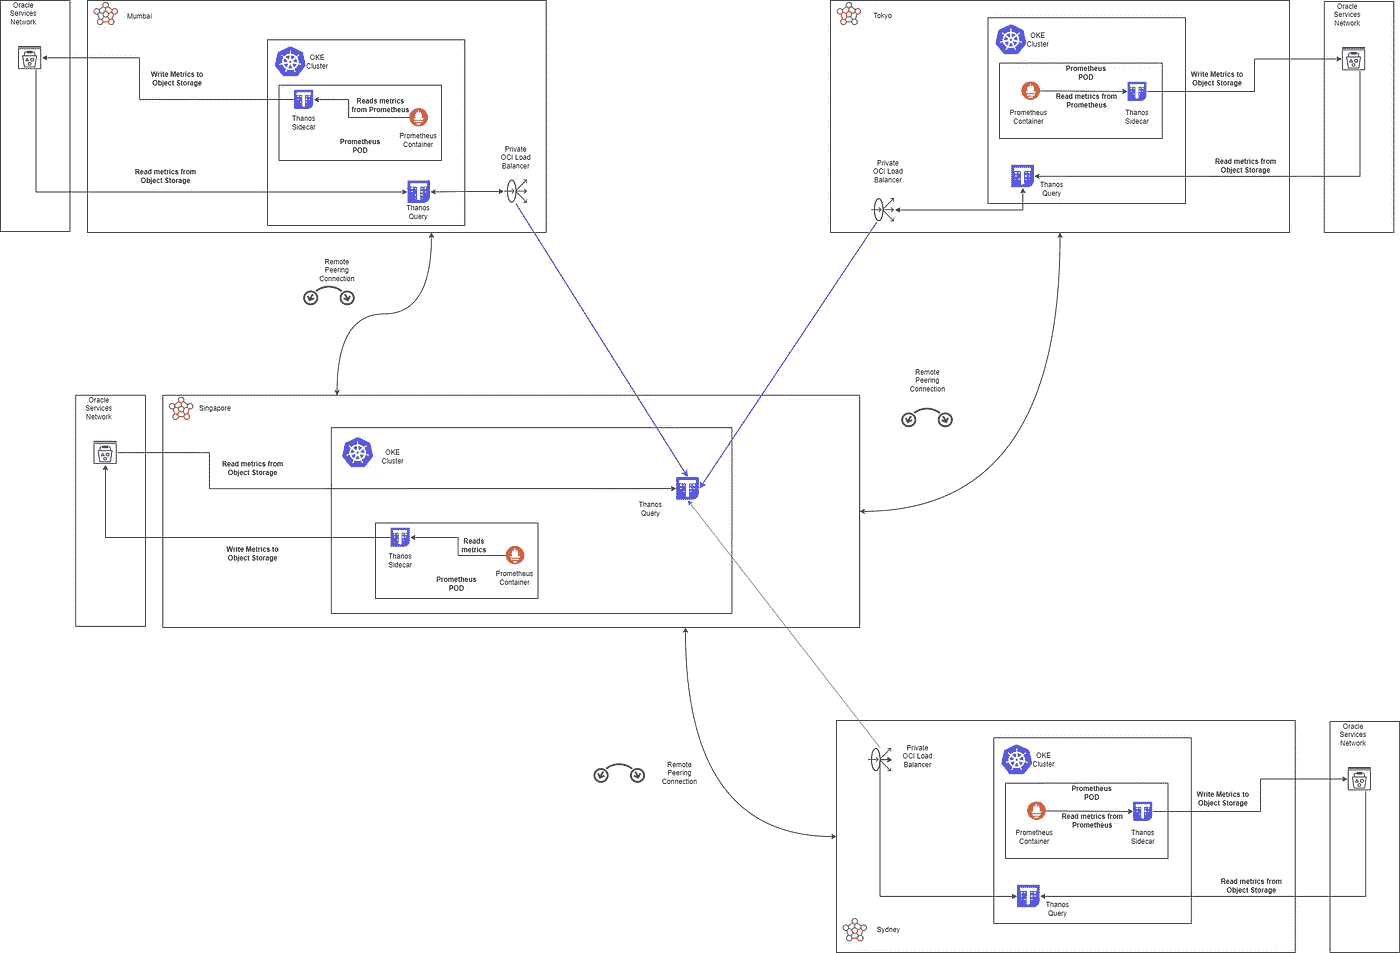 Oracle
Services
Network
Mumbai
OKE
Cluster
Write Metrics to
Object Storage
Reads metrics
from Prometheus
Thanos
Sidecar
Prometheus
Container
Prometheus
POD
Private
OCI Load
Balancer
Read metrics from
Object Storage
Thanos
Query
Tokyo
Oracle
Services
Network
OKE
Cluster
Prometheus
POD
Read metrics from
Prometheus
Prometheus
Container
Thanos
Sidecar
Write Metrics to
Object Storage
Private
OCI Load
Balancer
Thanos
Query
Read metrics from
Object Storage
Remote
Peering
Connection
Remote
Peering
Connection
Oracle
Services
Network
Singapore
OKE
Cluster
Read metrics from
Object Storage
Thanos
Query
Write Metrics to
Object Storage
Thanos
Sidecar
Reads
metrics
Prometheus
Container
Prometheus
POD
Remote
Peering
Connection
Private
OCI Load
Balancer
OKE
Cluster
Oracle
Services
Network
Prometheus
POD
Read metrics from
Prometheus
Prometheus
Container
Thanos
Sidecar
Write Metrics to
Object Storage
Thanos
Query
Read metrics from
Object Storage
Sydney